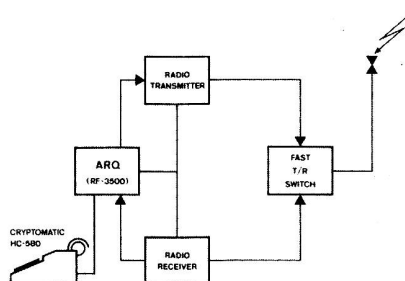 RADIO
TRANSMITTER
ARQ
(RF-3500)
FAST
T/R
SWITCH
CRYPTOMATIC
HC-580
RADIO
RECEIVER